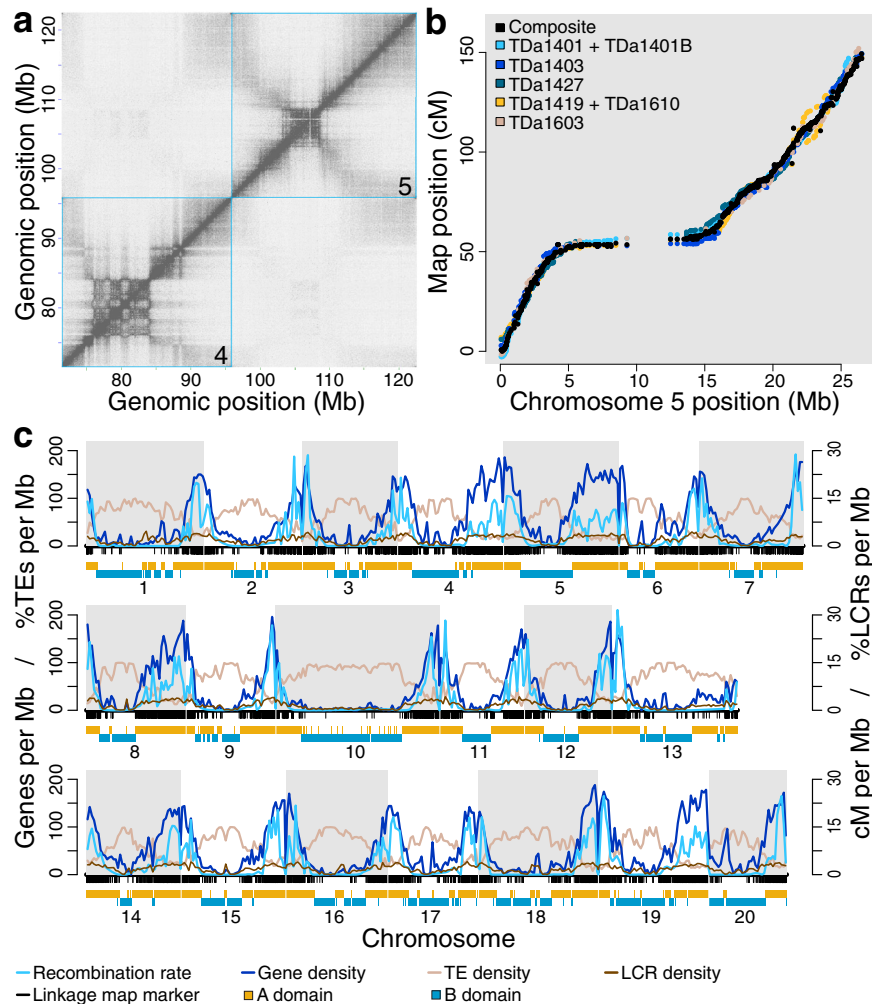 a
b
Genomic position (Mb)
120
110
100
90
80
5
4
80 90 100 110 120
Genomic position (Mb)
Map position (cM)
150
100
50
0
Composite
TDa1401 + TDa1401B
TDa1403
TDa1427
TDa1419 + TDa1610
TDa1603
0 5 10 15 20 25
Chromosome 5 position (Mb)
c
Genes per Mb / %TEs per Mb
cM per Mb / %LCRs per Mb
200
100
0
30
15
0
1 2 3 4 5 6 7
200
100
0
30
15
0
8 9 10 11 12 13
200
100
0
30
15
0
14 15 16 17 18 19 20
Chromosome
Recombination rate Gene density TE density LCR density
Linkage map marker A domain B domain